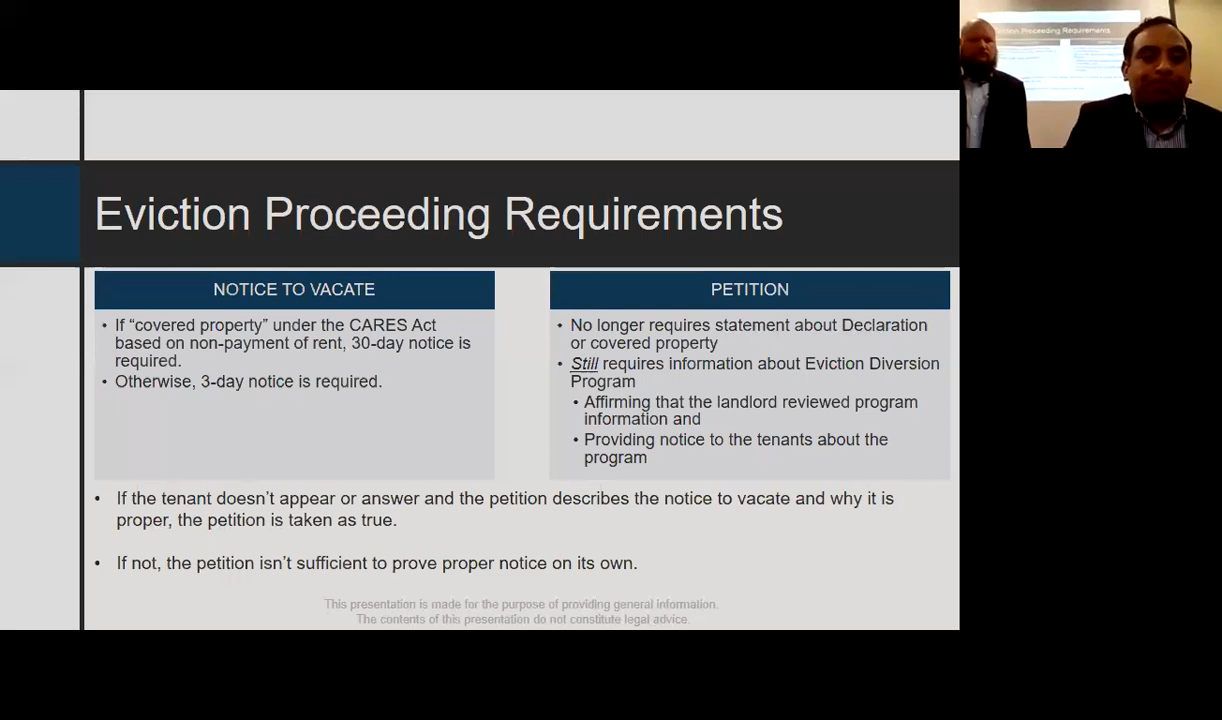 Eviction Proceeding Requirements
NOTICE TO VACATE
• If “covered property” under the CARES Act
based on non-payment of rent, 30-day notice is
required.
• Otherwise, 3-day notice is required.
PETITION
• No longer requires statement about Declaration
or covered property
• Still requires information about Eviction Diversion
Program
• Affirming that the landlord reviewed program
information and
• Providing notice to the tenants about the
program
• If the tenant doesn’t appear or answer and the petition describes the notice to vacate and why it is
proper, the petition is taken as true.
• If not, the petition isn’t sufficient to prove proper notice on its own.
This presentation is made for the purpose of providing general information.
The contents of this presentation do not constitute legal advice.
Eviction Proceeding Requirements